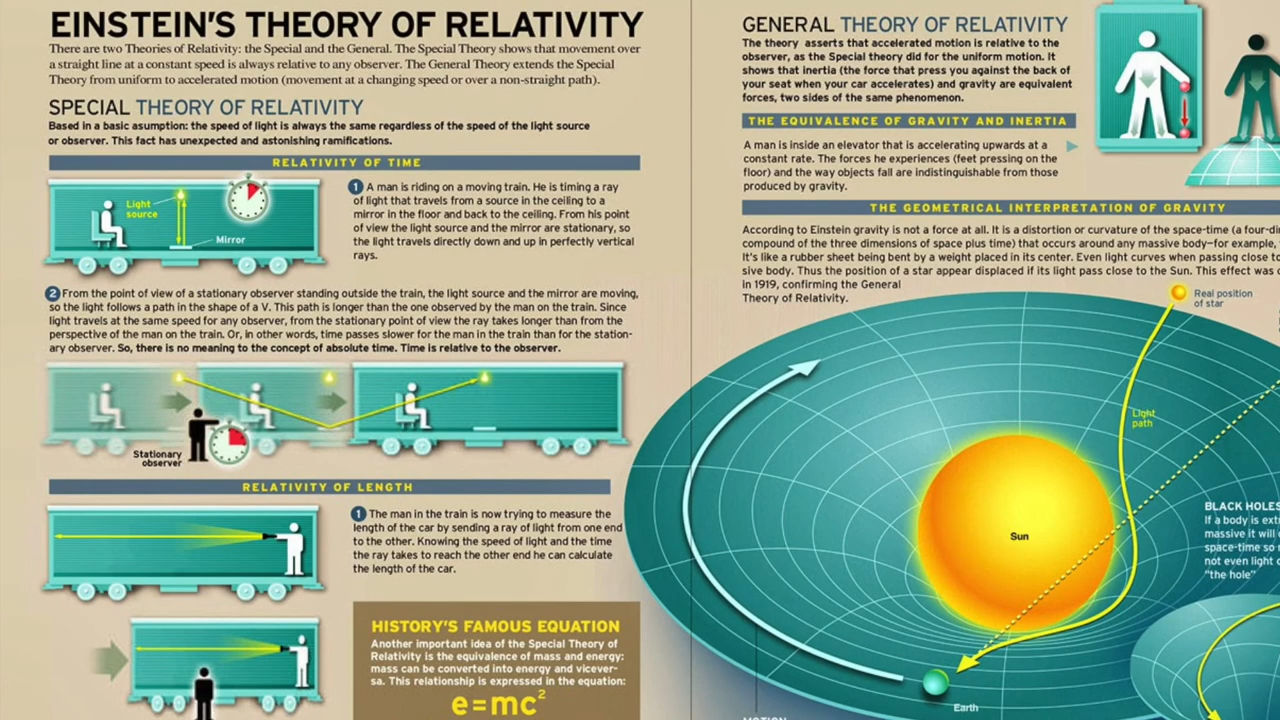 EINSTEIN'S THEORY OF RELATIVITY
There are two Theories of Relativity: the Special and the General. The Special Theory shows that movement over
a straight line at a constant speed is always relative to any observer. The General Theory extends the Special
Theory from uniform to accelerated motion (movement at a changing speed or over a non-straight path).
SPECIAL THEORY OF RELATIVITY
Based in a basic asumption: the speed of light is always the same regardless of the speed of the light source
or observer. This fact has unexpected and astonishing ramifications.
RELATIVITY OF TIME
Light
source
Mirror
1 A man is riding on a moving train. He is timing a ray
of light that travels from a source in the ceiling to a
mirror in the floor and back to the ceiling. From his point
of view the light source and the mirror are stationary, so
the light travels directly down and up in perfectly vertical
rays.
2 From the point of view of a stationary observer standing outside the train, the light source and the mirror are moving,
so the light follows a path in the shape of a V. This path is longer than the one observed by the man on the train. Since
light travels at the same speed for any observer, from the stationary point of view the ray takes longer than from the
perspective of the man on the train. Or, in other words, time passes slower for the man in the train than for the station-
ary observer. So, there is no meaning to the concept of absolute time. Time is relative to the observer.
Stationary
observer
RELATIVITY OF LENGTH
1 The man in the train is now trying to measure the
length of the car by sending a ray of light from one end
to the other. Knowing the speed of light and the time
the ray takes to reach the other end he can calculate
the length of the car.
HISTORY'S FAMOUS EQUATION
Another important idea of the Special Theory of
Relativity is the equivalence of mass and energy:
mass can be converted into energy and vicever-
sa. This relationship is expressed in the equation:
e=mc²
GENERAL THEORY OF RELATIVITY
The theory asserts that accelerated motion is relative to the
observer, as the Special theory did for the uniform motion. It
shows that inertia (the force that press you against the back of
your seat when your car accelerates) and gravity are equivalent
forces, two sides of the same phenomenon.
THE EQUIVALENCE OF GRAVITY AND INERTIA
A man is inside an elevator that is accelerating upwards at a
constant rate. The forces he experiences (feet pressing on the
floor) and the way objects fall are indistinguishable from those
produced by gravity.
THE GEOMETRICAL INTERPRETATION OF GRAVITY
According to Einstein gravity is not a force at all. It is a distortion or curvature of the space-time (a four-di
compound of the three dimensions of space plus time) that occurs around any massive body—for example,
It's like a rubber sheet being bent by a weight placed in its center. Even light curves when passing close to
sive body. Thus the position of a star appear displaced if its light pass close to the Sun. This effect was
in 1919, confirming the General
Theory of Relativity.
Real position
of star
Light
path
Sun
BLACK HOLES
If a body is ext
massive it will
space-time so
not even light
"the hole"
Earth
MOTION